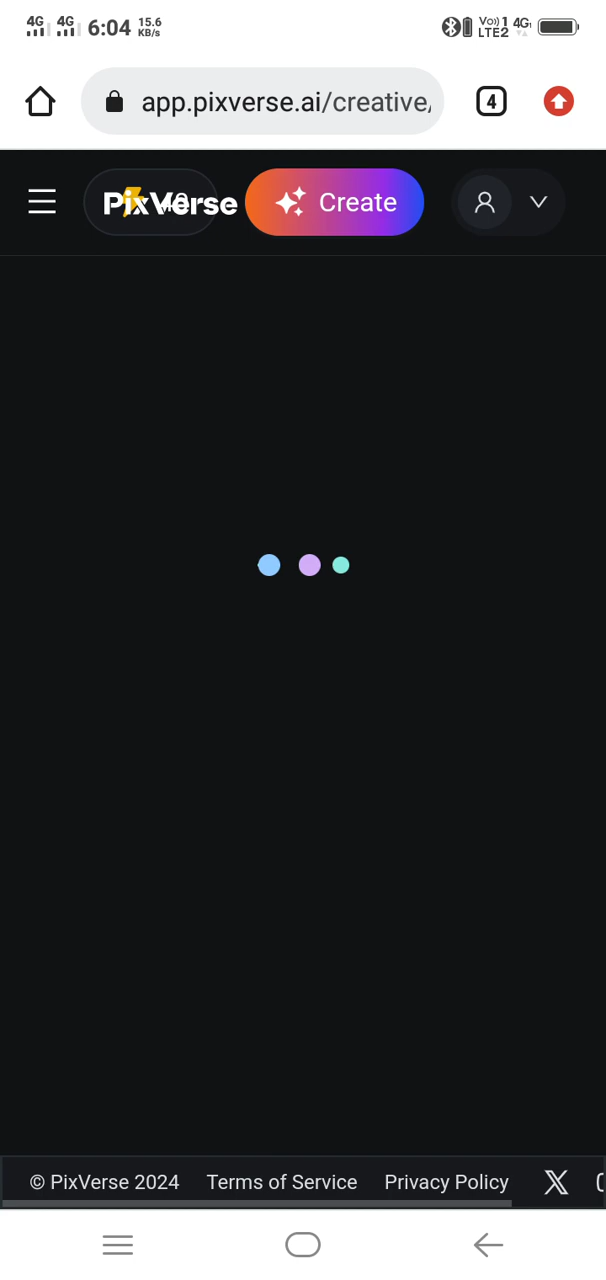 4G 4G 6:04 15.6 KB/s Vo)) 1 LTE2 4G
app.pixverse.ai/creative/ 4
PixVerse Create
© PixVerse 2024 Terms of Service Privacy Policy X